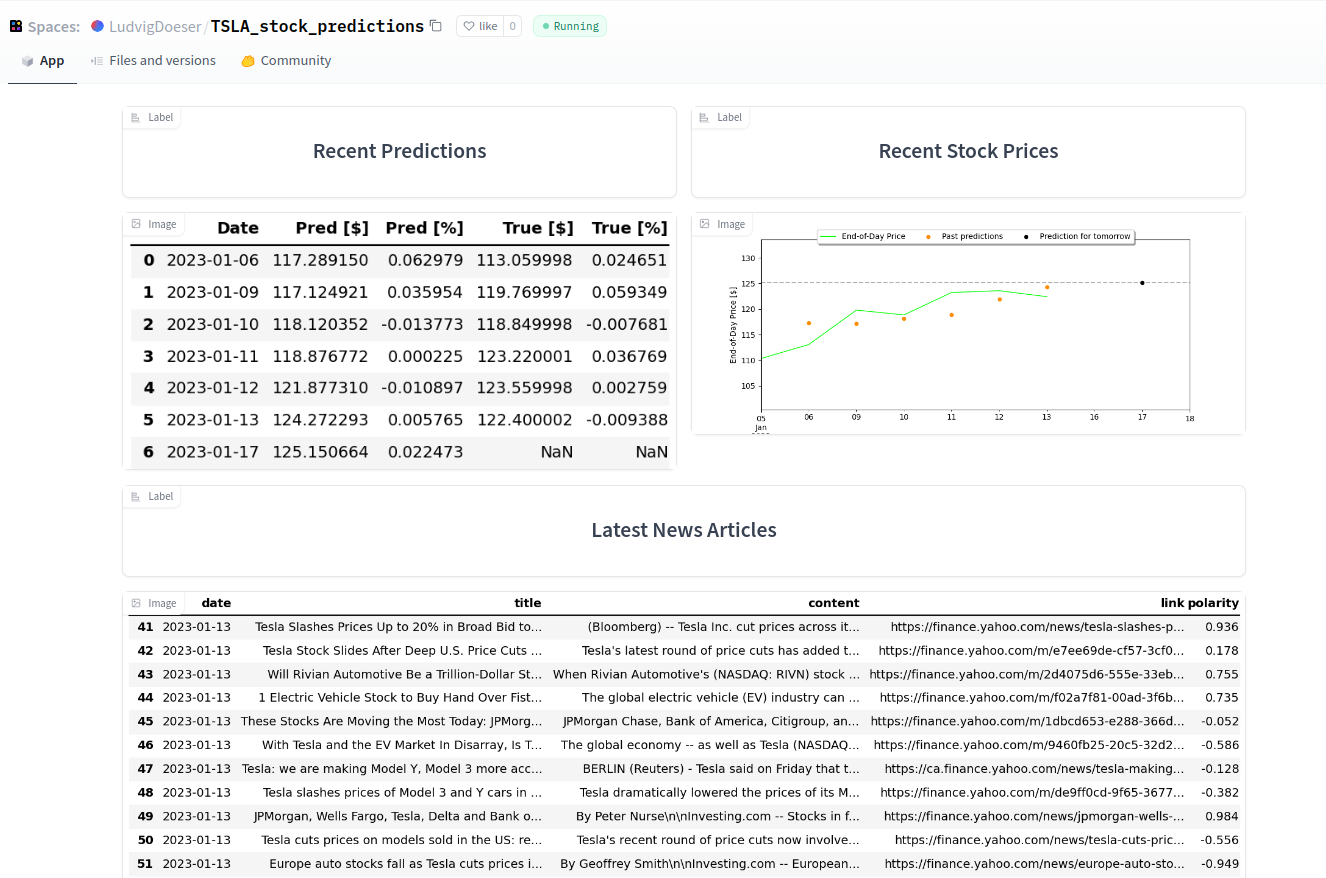 Spaces: LudvigDoeser/TSLA_stock_predictions like 0 Running
App Files and versions Community
Label
Recent Predictions
Label
Recent Stock Prices
Image
Date Pred [$] Pred [%] True [$] True [%]
0 2023-01-06 117.289150 0.062979 113.059998 0.024651
1 2023-01-09 117.124921 0.035954 119.769997 0.059349
2 2023-01-10 118.120352 -0.013773 118.849998 -0.007681
3 2023-01-11 118.876772 0.000225 123.220001 0.036769
4 2023-01-12 121.877310 -0.010897 123.559998 0.002759
5 2023-01-13 124.272293 0.005765 122.400002 -0.009388
6 2023-01-17 125.150664 0.022473 NaN NaN
Image
End-of-Day Price Past predictions Prediction for tomorrow
End-of-Day Price [$]
130
125
120
115
110
105
05 06 09 10 11 12 13 16 17 18
Jan
Label
Latest News Articles
Image
date title content link polarity
41 2023-01-13 Tesla Slashes Prices Up to 20% in Broad Bid to... (Bloomberg) -- Tesla Inc. cut prices across it... https://finance.yahoo.com/news/tesla-slashes-p... 0.936
42 2023-01-13 Tesla Stock Slides After Deep U.S. Price Cuts ... Tesla's latest round of price cuts has added t... https://finance.yahoo.com/m/e7ee69de-cf57-3cf0... 0.178
43 2023-01-13 Will Rivian Automotive Be a Trillion-Dollar St... When Rivian Automotive's (NASDAQ: RIVN) stock ... https://finance.yahoo.com/m/2d4075d6-555e-33eb... 0.755
44 2023-01-13 1 Electric Vehicle Stock to Buy Hand Over Fist... The global electric vehicle (EV) industry can ... https://finance.yahoo.com/m/f02a7f81-00ad-3f6b... 0.735
45 2023-01-13 These Stocks Are Moving the Most Today: JPMorg... JPMorgan Chase, Bank of America, Citigroup, an... https://finance.yahoo.com/m/1dbcd653-e288-366d... -0.052
46 2023-01-13 With Tesla and the EV Market In Disarray, Is T... The global economy -- as well as Tesla (NASDAQ... https://finance.yahoo.com/m/9460fb25-20c5-32d2... -0.586
47 2023-01-13 Tesla: we are making Model Y, Model 3 more acc... BERLIN (Reuters) - Tesla said on Friday that t... https://ca.finance.yahoo.com/news/tesla-making... -0.128
48 2023-01-13 Tesla slashes prices of Model 3 and Y cars in ... Tesla dramatically lowered the prices of its M... https://finance.yahoo.com/m/de9ff0cd-9f65-3677... -0.382
49 2023-01-13 JPMorgan, Wells Fargo, Tesla, Delta and Bank o... By Peter Nurse\n\nInvesting.com -- Stocks in f... https://finance.yahoo.com/news/jpmorgan-wells-... 0.984
50 2023-01-13 Tesla cuts prices on models sold in the US: re... Tesla's recent round of price cuts now involve... https://finance.yahoo.com/news/tesla-cuts-pric... -0.556
51 2023-01-13 Europe auto stocks fall as Tesla cuts prices i... By Geoffrey Smith\n\nInvesting.com -- European... https://finance.yahoo.com/news/europe-auto-sto... -0.949